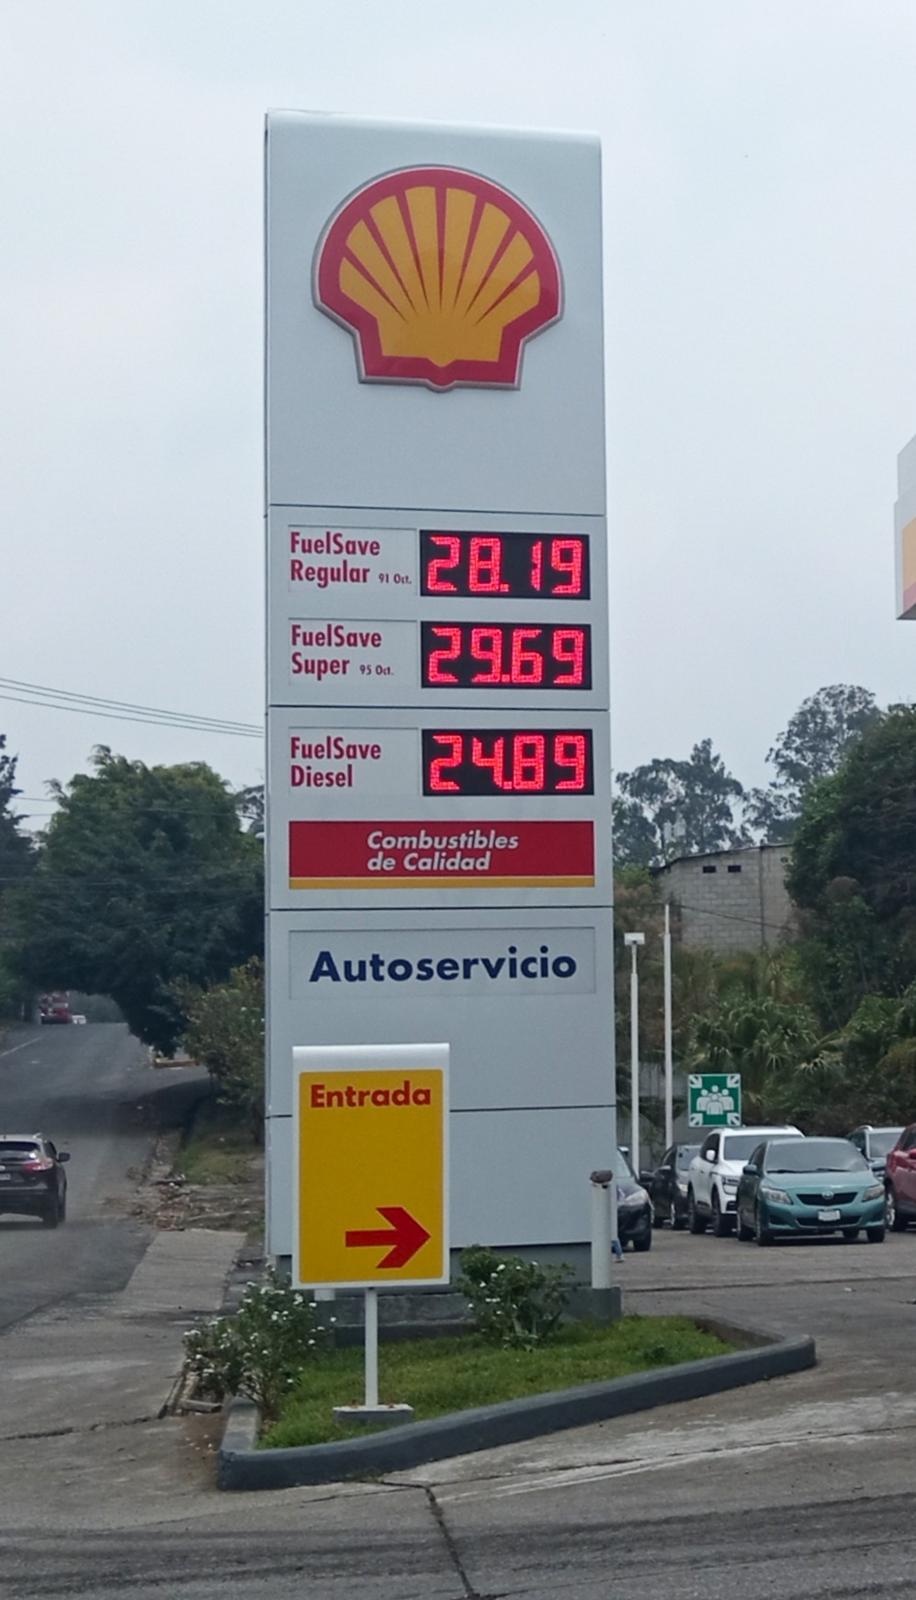 FuelSave
Regular 91 Oct.
28.19
FuelSave
Super 95 Oct.
29.69
FuelSave
Diesel
24.89
Combustibles
de Calidad
Autoservicio
Entrada